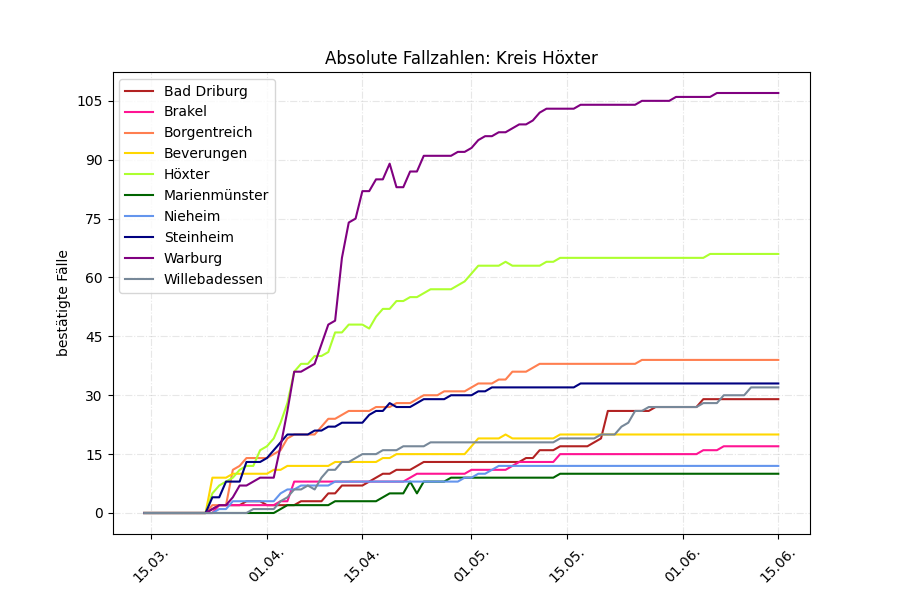 Absolute Fallzahlen: Kreis Höxter
bestätigte Fälle
105
90
75
60
45
30
15
0
Bad Driburg
Brakel
Borgentreich
Beverungen
Höxter
Marienmünster
Nieheim
Steinheim
Warburg
Willebadessen
15.03.
01.04.
15.04.
01.05.
15.05.
01.06.
15.06.